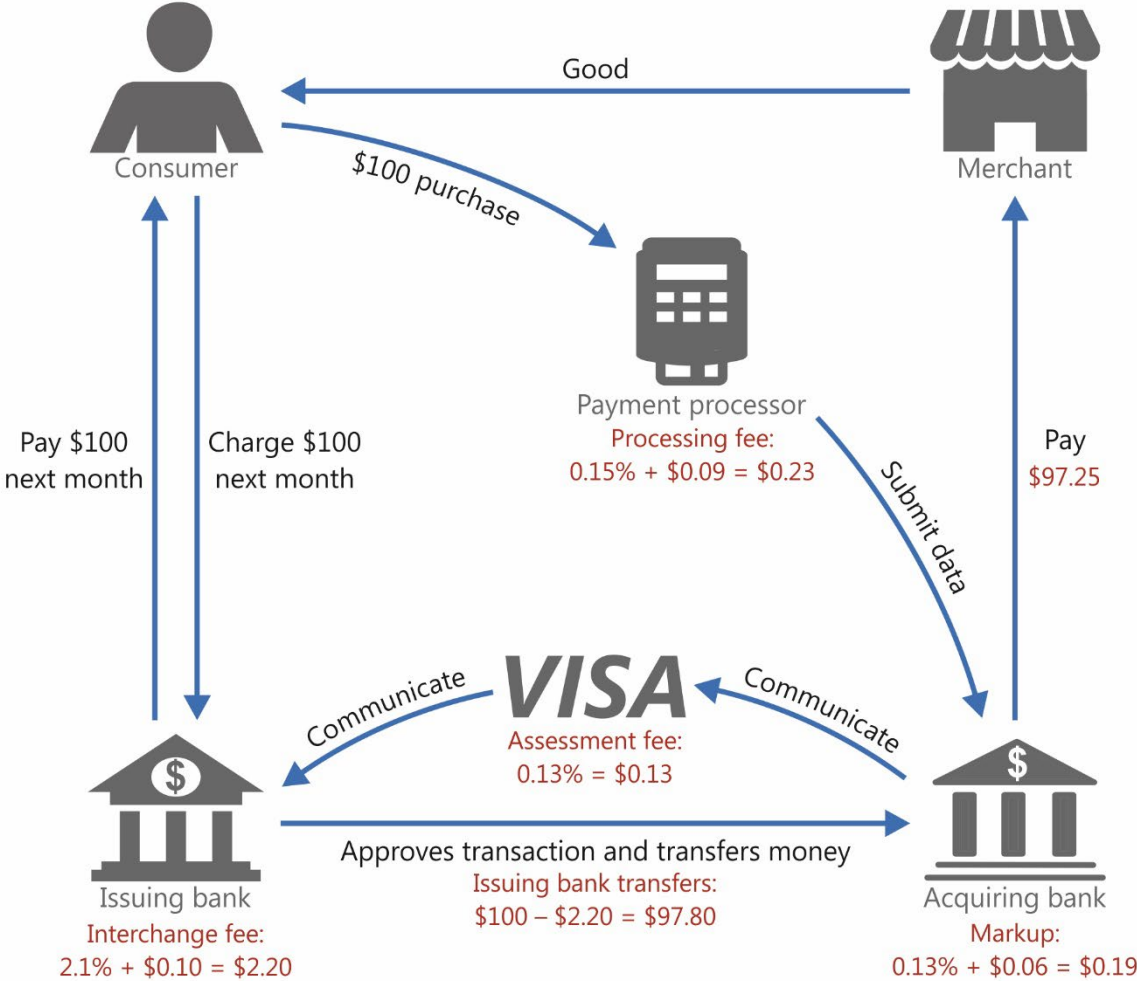 Good
Consumer
Merchant
$100 purchase
Payment processor
Processing fee:
0.15% + $0.09 = $0.23
Pay $100
next month
Charge $100
next month
Submit data
Pay
$97.25
Communicate
VISA
Communicate
Assessment fee:
0.13% = $0.13
$
$
Approves transaction and transfers money
Issuing bank transfers:
$100 – $2.20 = $97.80
Issuing bank
Interchange fee:
2.1% + $0.10 = $2.20
Acquiring bank
Markup:
0.13% + $0.06 = $0.19